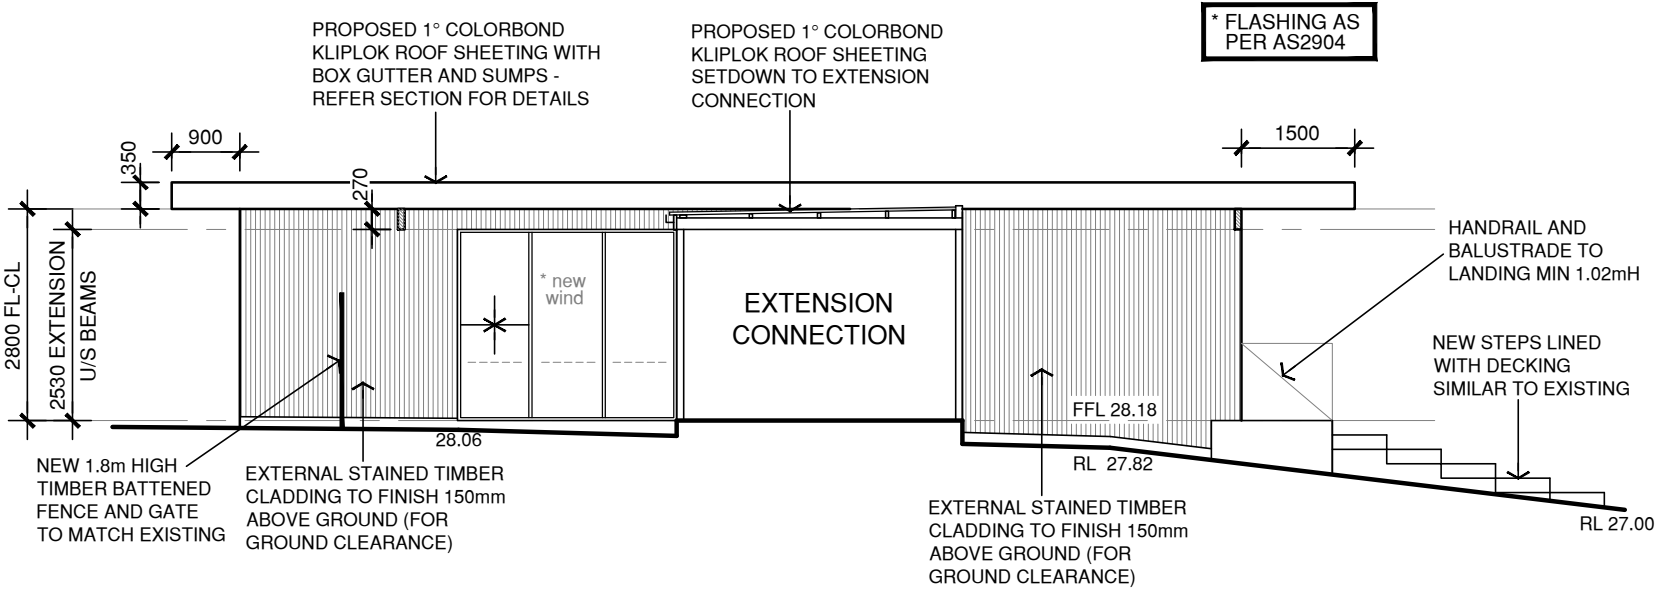 PROPOSED 1° COLORBOND
KLIPLOK ROOF SHEETING WITH
BOX GUTTER AND SUMPS -
REFER SECTION FOR DETAILS
PROPOSED 1° COLORBOND
KLIPLOK ROOF SHEETING
SETDOWN TO EXTENSION
CONNECTION
* FLASHING AS
PER AS2904
900
350
270
1500
2800 FL-CL
2530 EXTENSION
U/S BEAMS
* new
wind
EXTENSION
CONNECTION
HANDRAIL AND
BALUSTRADE TO
LANDING MIN 1.02mH
NEW STEPS LINED
WITH DECKING
SIMILAR TO EXISTING
FFL 28.18
28.06
RL 27.82
RL 27.00
NEW 1.8m HIGH
TIMBER BATTENED
FENCE AND GATE
TO MATCH EXISTING
EXTERNAL STAINED TIMBER
CLADDING TO FINISH 150mm
ABOVE GROUND (FOR
GROUND CLEARANCE)
EXTERNAL STAINED TIMBER
CLADDING TO FINISH 150mm
ABOVE GROUND (FOR
GROUND CLEARANCE)